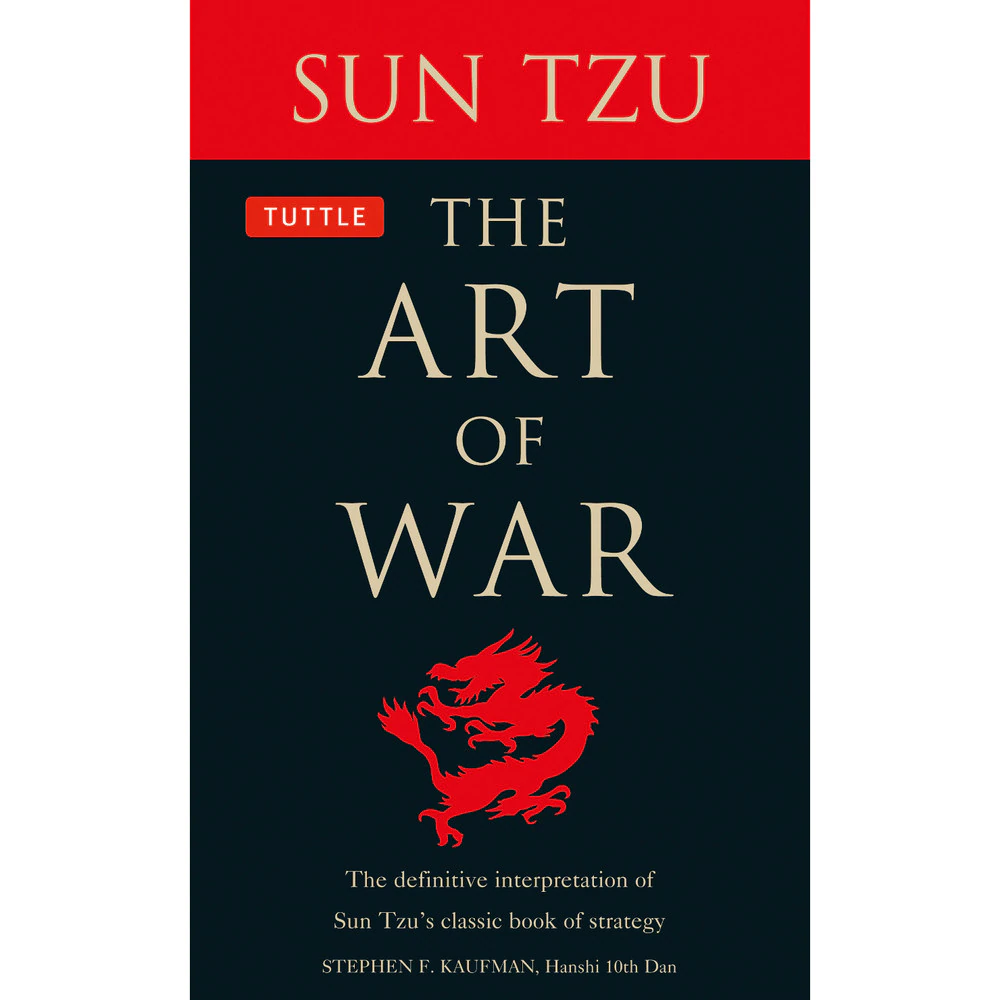 SUN TZU
TUTTLE
THE
ART
OF
WAR
The definitive interpretation of
Sun Tzu's classic book of strategy
STEPHEN F. KAUFMAN, Hanshi 10th Dan